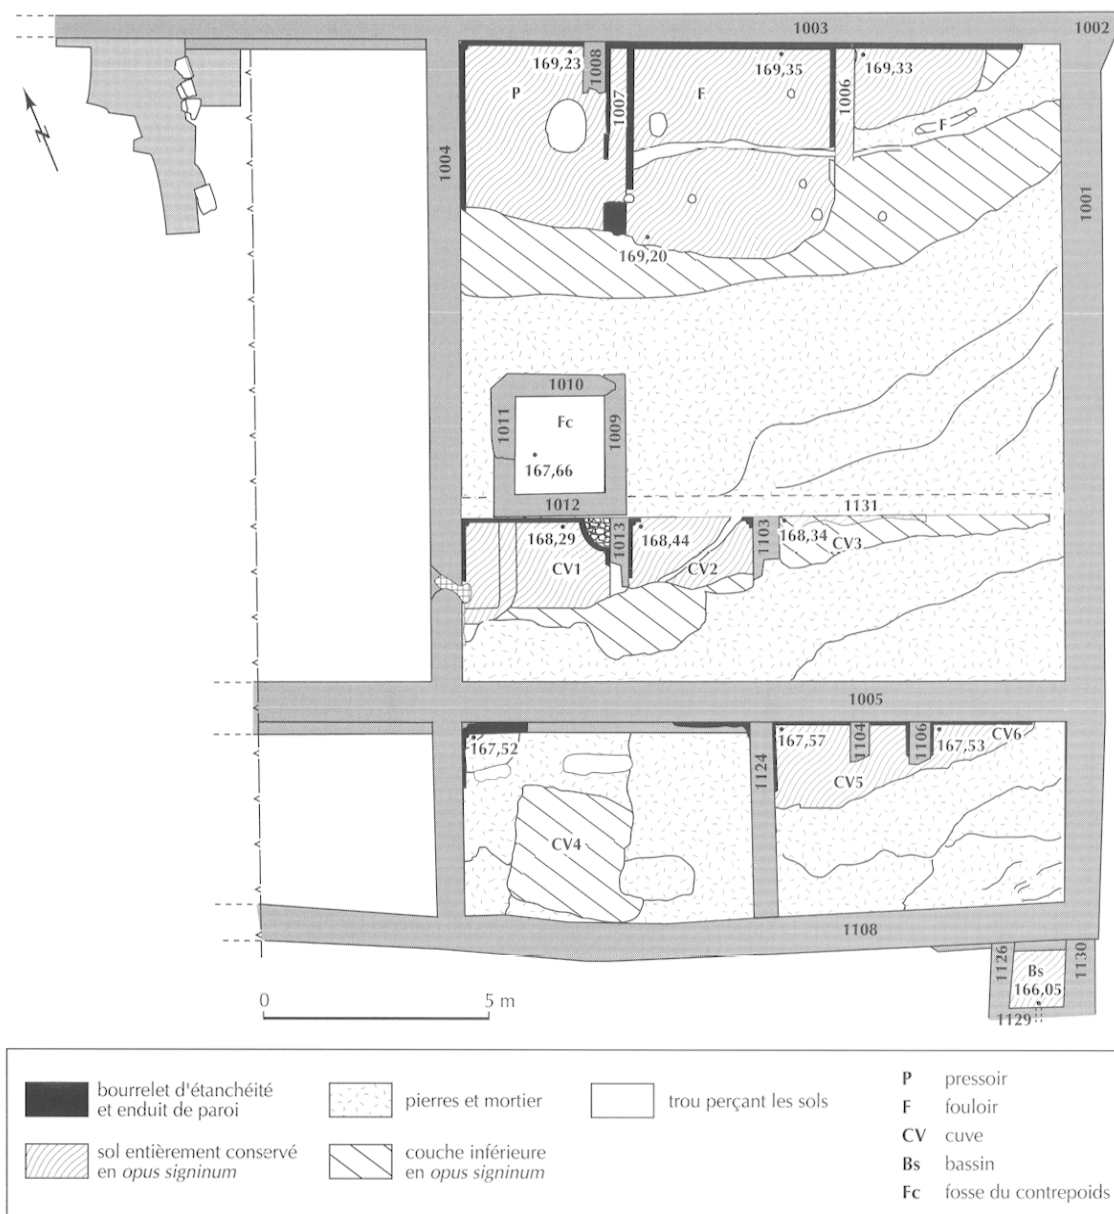 1003
1002
169,23
1008
169,35
169,33
P
1007
F
1006
F
1004
1001
169,20
1010
1011
Fc
1009
167,66
1012
1131
168,29
1013
168,44
1103
168,34
CV1
CV2
CV3
1005
167,52
167,57
1104
1106
167,53
CV6
1124
CV5
CV4
1108
1126
Bs
1130
166,05
1129
0
5 m
bourrelet d'étanchéité
et enduit de paroi
pierres et mortier
trou perçant les sols
sol entièrement conservé
en opus signinum
couche inférieure
en opus signinum
P pressoir
F fouloir
CV cuve
Bs bassin
Fc fosse du contrepoids